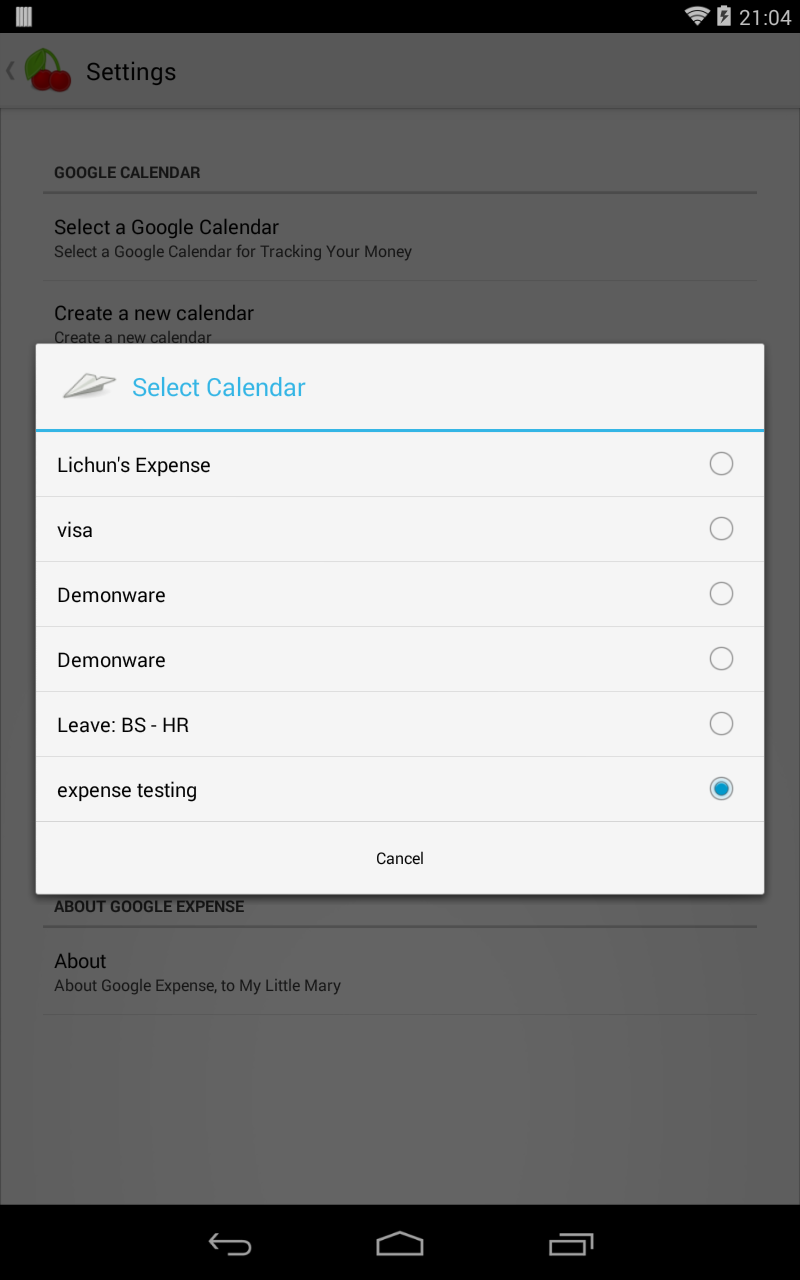 21:04
Settings
GOOGLE CALENDAR
Select a Google Calendar
Select a Google Calendar for Tracking Your Money
Create a new calendar
Create a new calendar
Select Calendar
Lichun's Expense
visa
Demonware
Demonware
Leave: BS - HR
expense testing
Cancel
ABOUT GOOGLE EXPENSE
About
About Google Expense, to My Little Mary